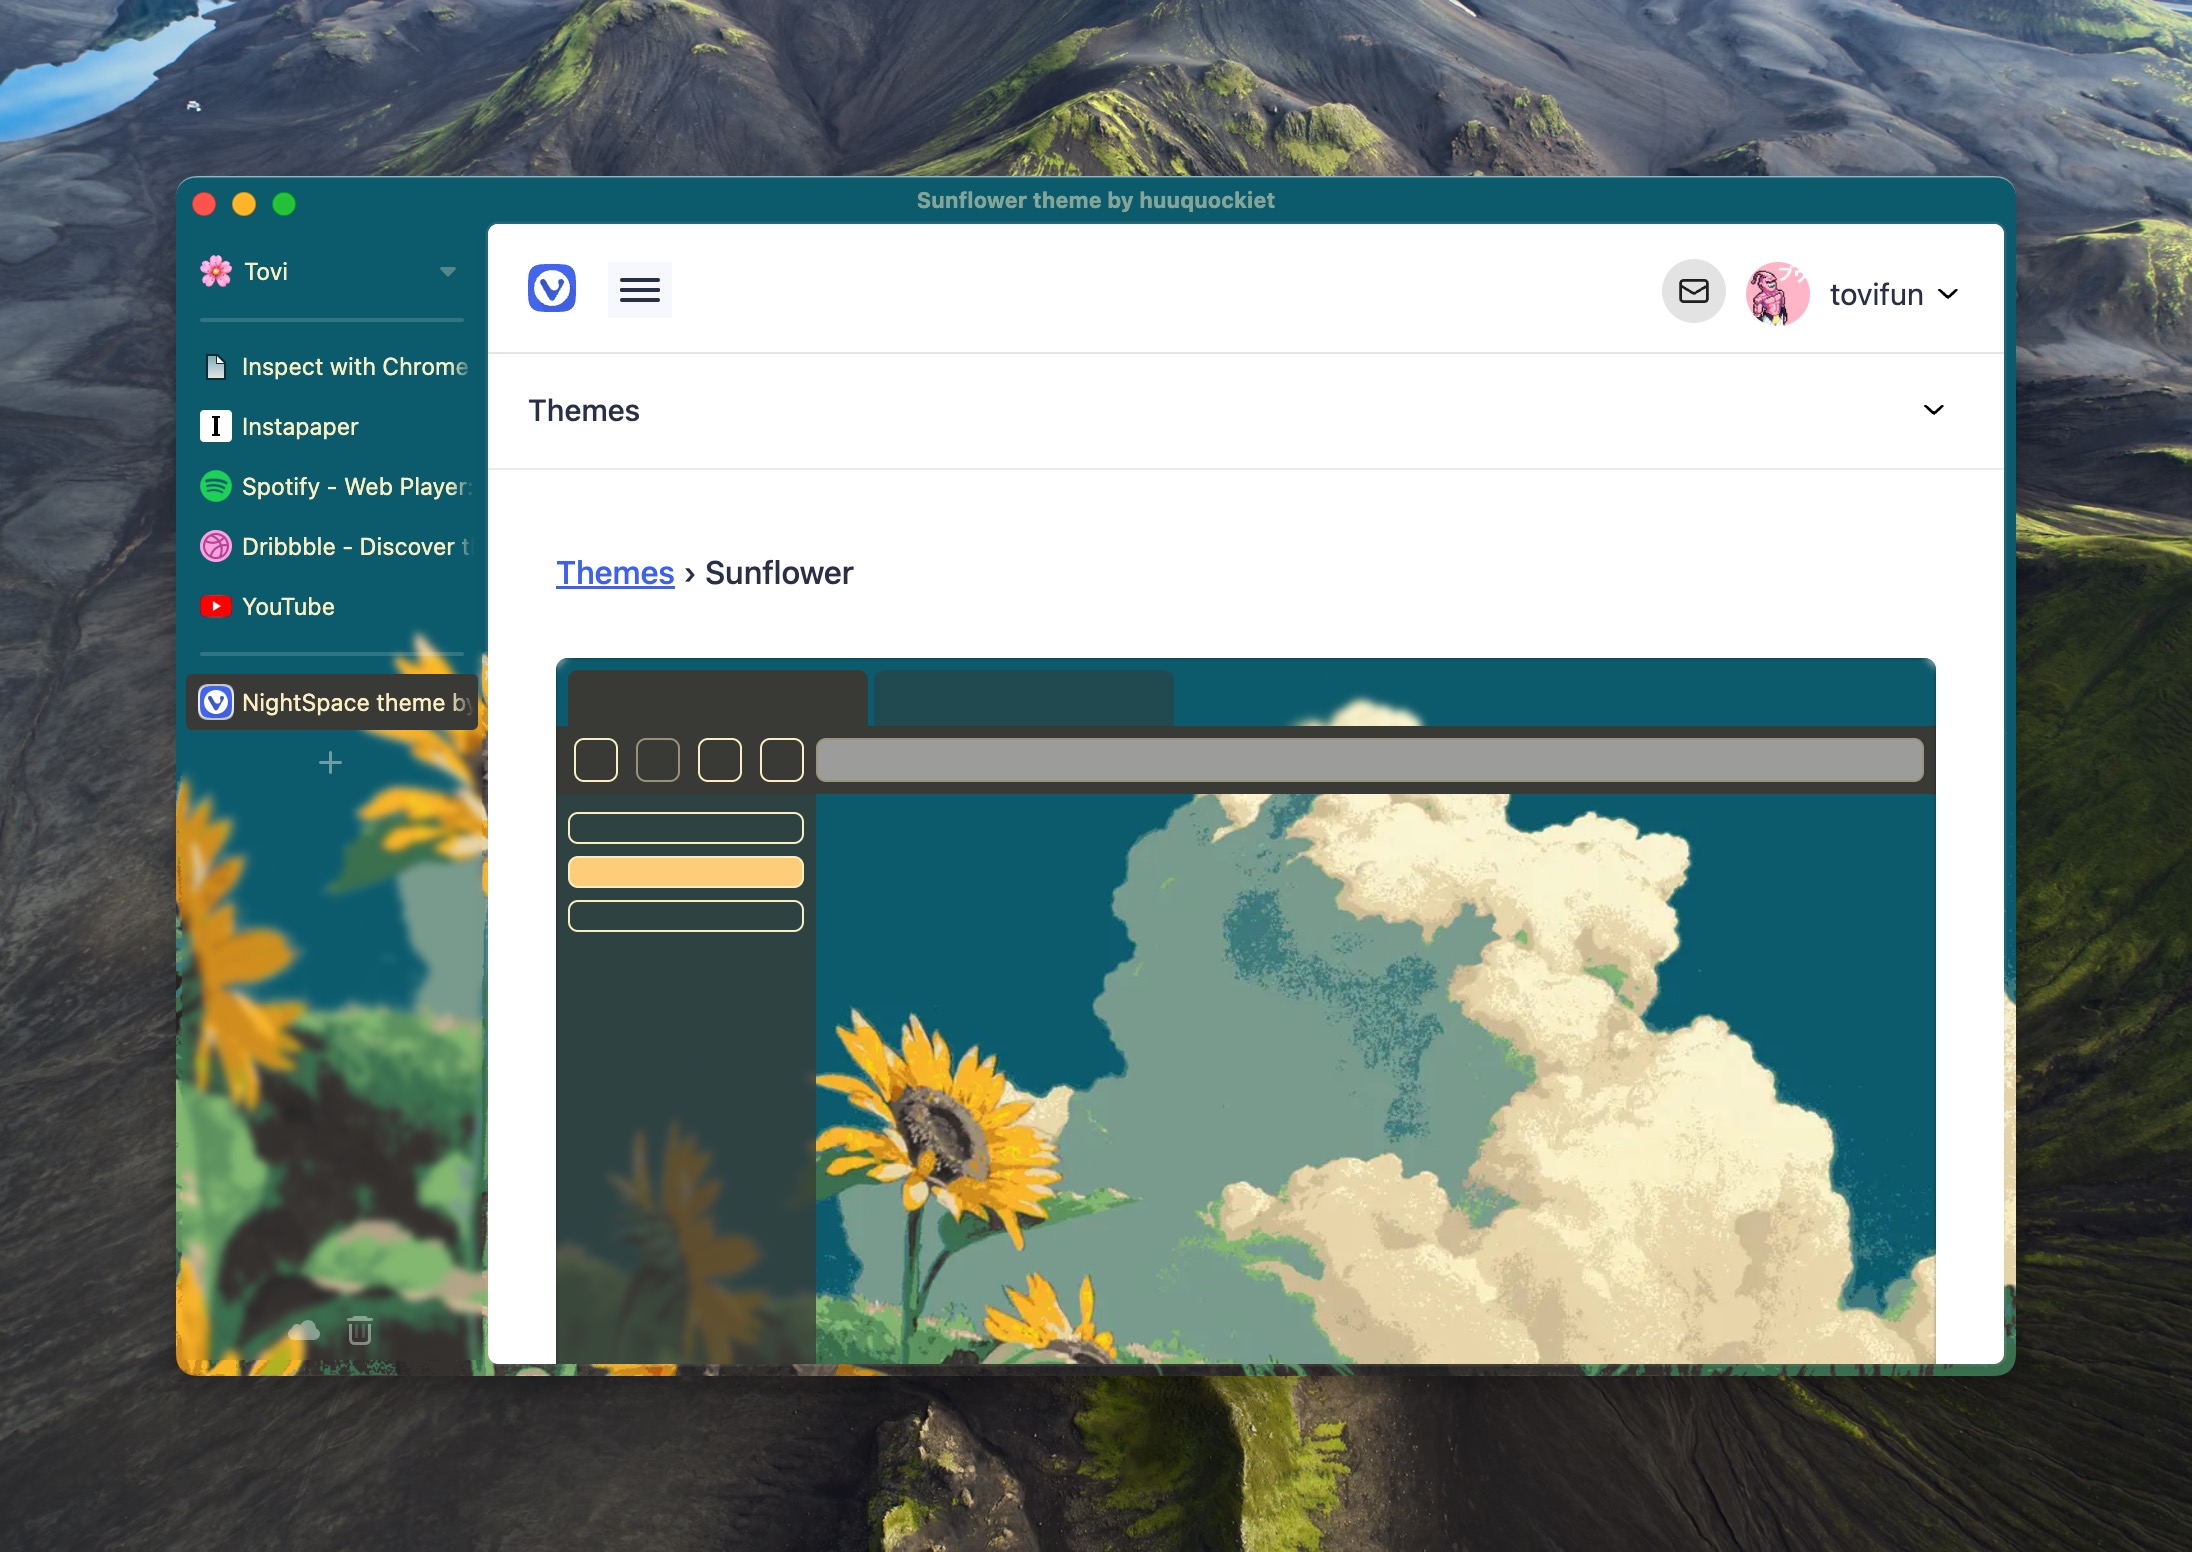 Sunflower theme by huuquockiet
Tovi
Inspect with Chrome
Instapaper
Spotify - Web Player:
Dribbble - Discover t
YouTube
NightSpace theme by
tovifun
Themes
Themes › Sunflower